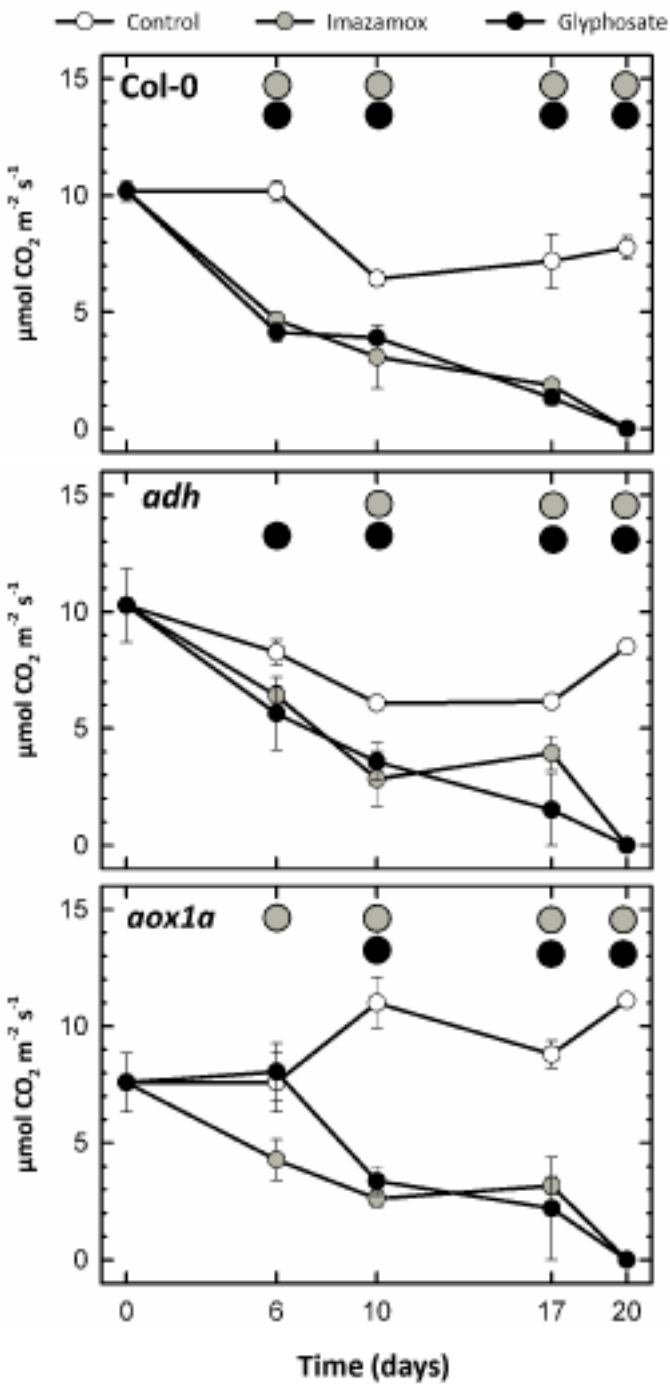 Control Imazamox Glyphosate
Col-0
15
10
5
0
µmol CO₂ m⁻² s⁻¹
adh
15
10
5
0
µmol CO₂ m⁻² s⁻¹
aox1a
15
10
5
0
µmol CO₂ m⁻² s⁻¹
0 6 10 17 20
Time (days)